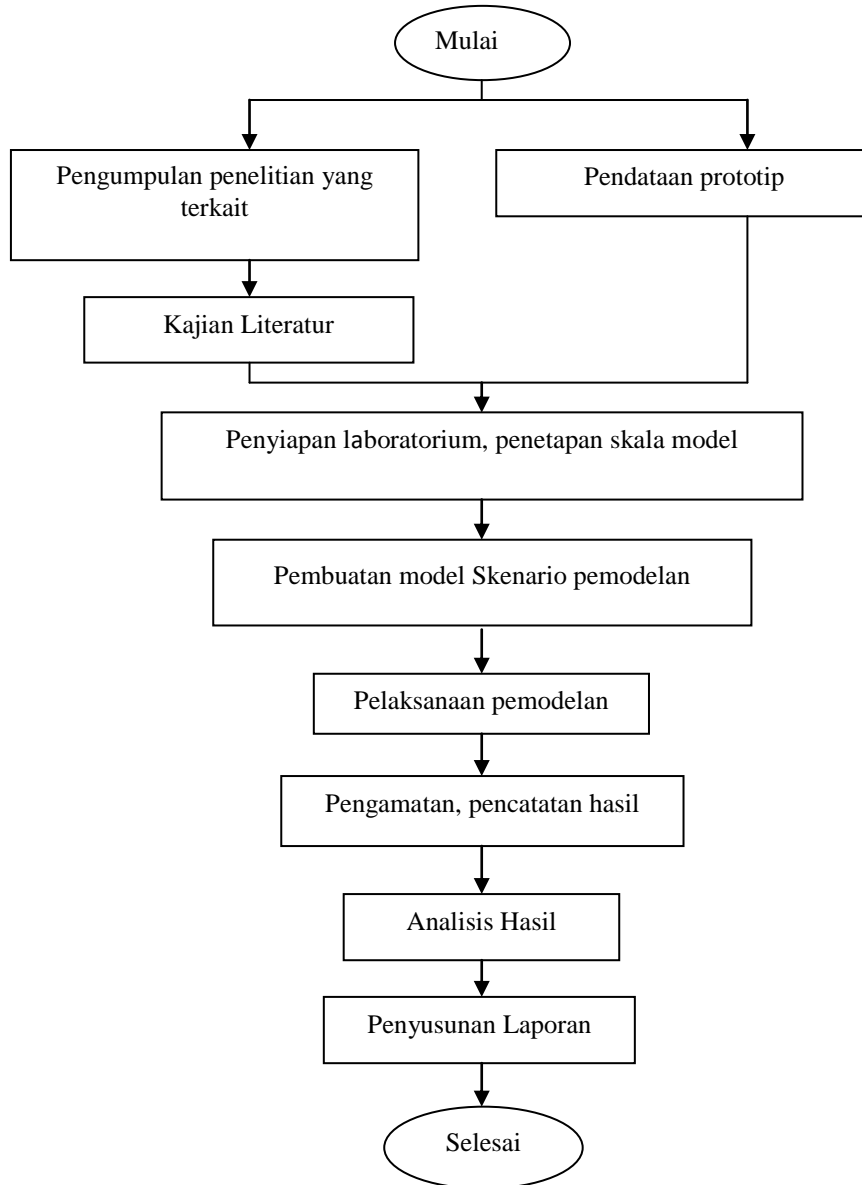 Mulai
Pengumpulan penelitian yang
terkait
Pendataan prototip
Kajian Literatur
Penyiapan laboratorium, penetapan skala model
Pembuatan model Skenario pemodelan
Pelaksanaan pemodelan
Pengamatan, pencatatan hasil
Analisis Hasil
Penyusunan Laporan
Selesai